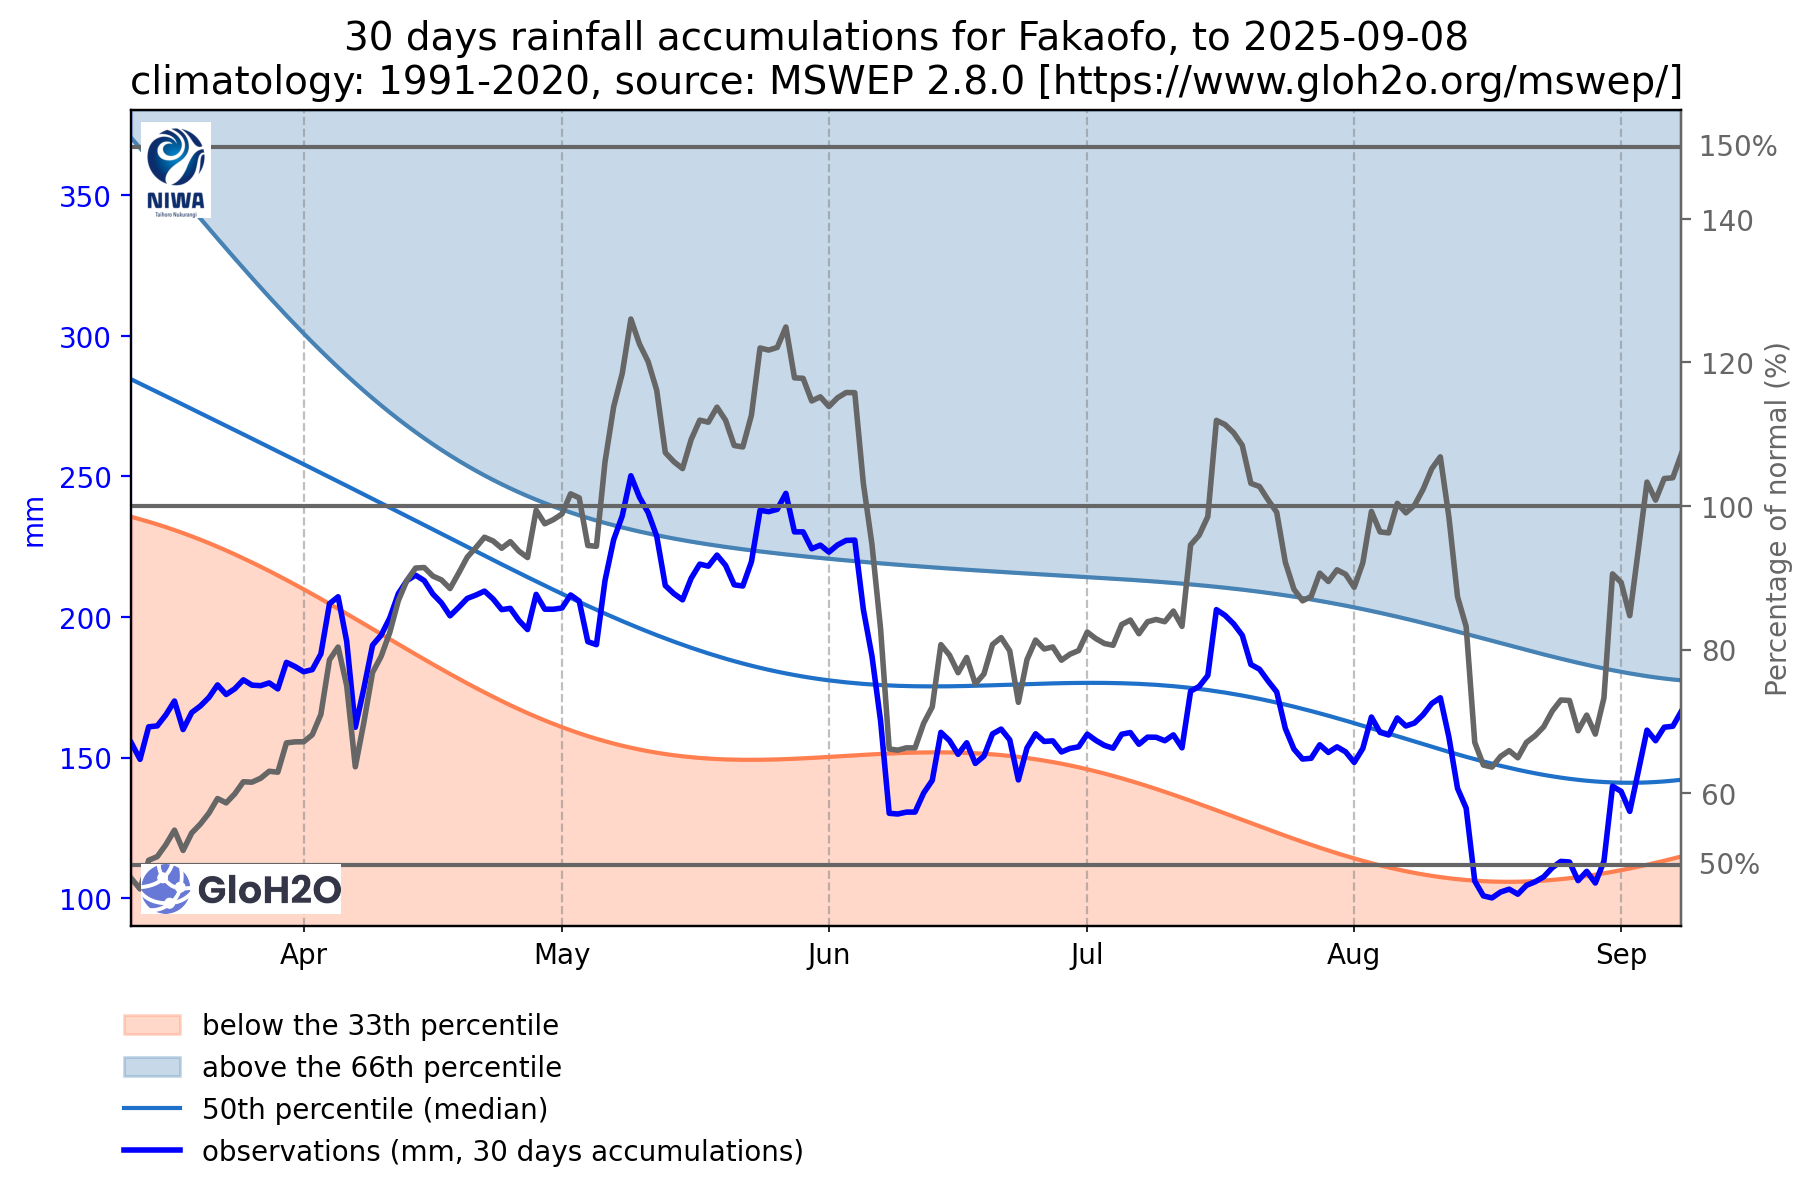 30 days rainfall accumulations for Fakaofo, to 2025-09-08
climatology: 1991-2020, source: MSWEP 2.8.0 [https://www.gloh2o.org/mswep/]
NIWA
Taihoro Nukurangi
GloH2O
mm
350
300
250
200
150
100
150%
140
120
100
80
60
50%
Percentage of normal (%)
Apr
May
Jun
Jul
Aug
Sep
below the 33th percentile
above the 66th percentile
50th percentile (median)
observations (mm, 30 days accumulations)